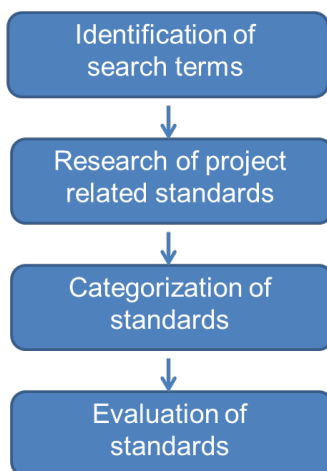 Identification of
search terms
Research of project
related standards
Categorization of
standards
Evaluation of
standards